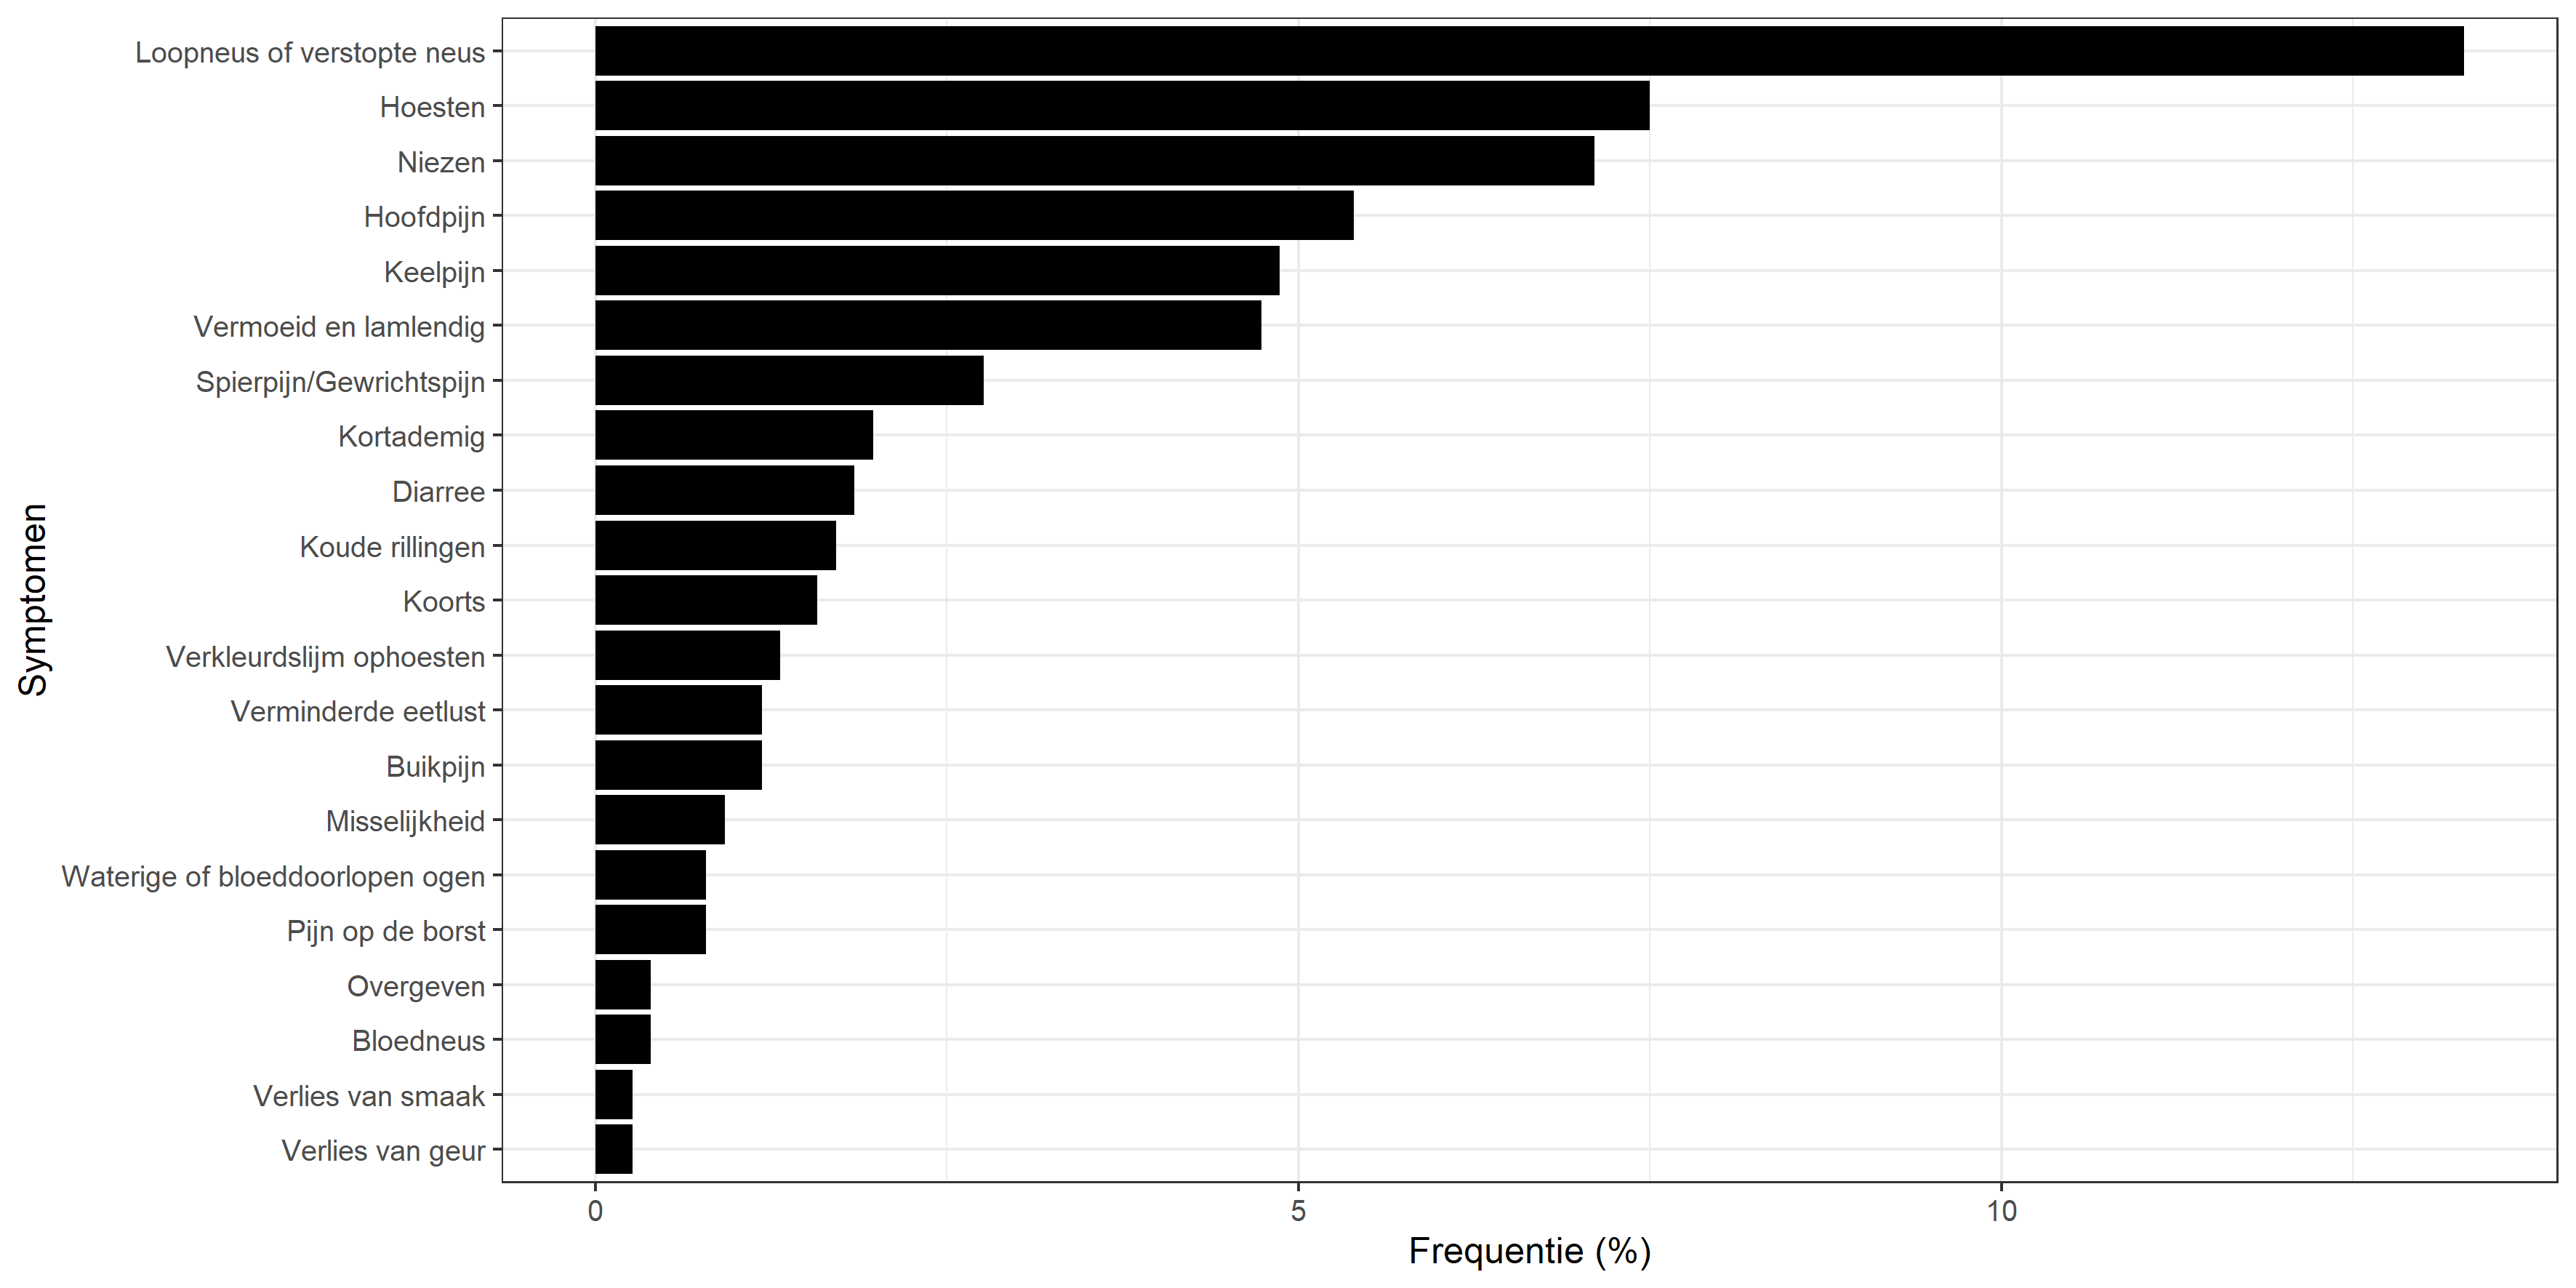 Loopneus of verstopte neus
Hoesten
Niezen
Hoofdpijn
Keelpijn
Vermoeid en lamlendig
Spierpijn/Gewrichtspijn
Kortademig
Diarree
Koude rillingen
Koorts
Verkleurdslijm ophoesten
Verminderde eetlust
Buikpijn
Misselijkheid
Waterige of bloeddoorlopen ogen
Pijn op de borst
Overgeven
Bloedneus
Verlies van smaak
Verlies van geur
Symptomen
0 5 10
Frequentie (%)